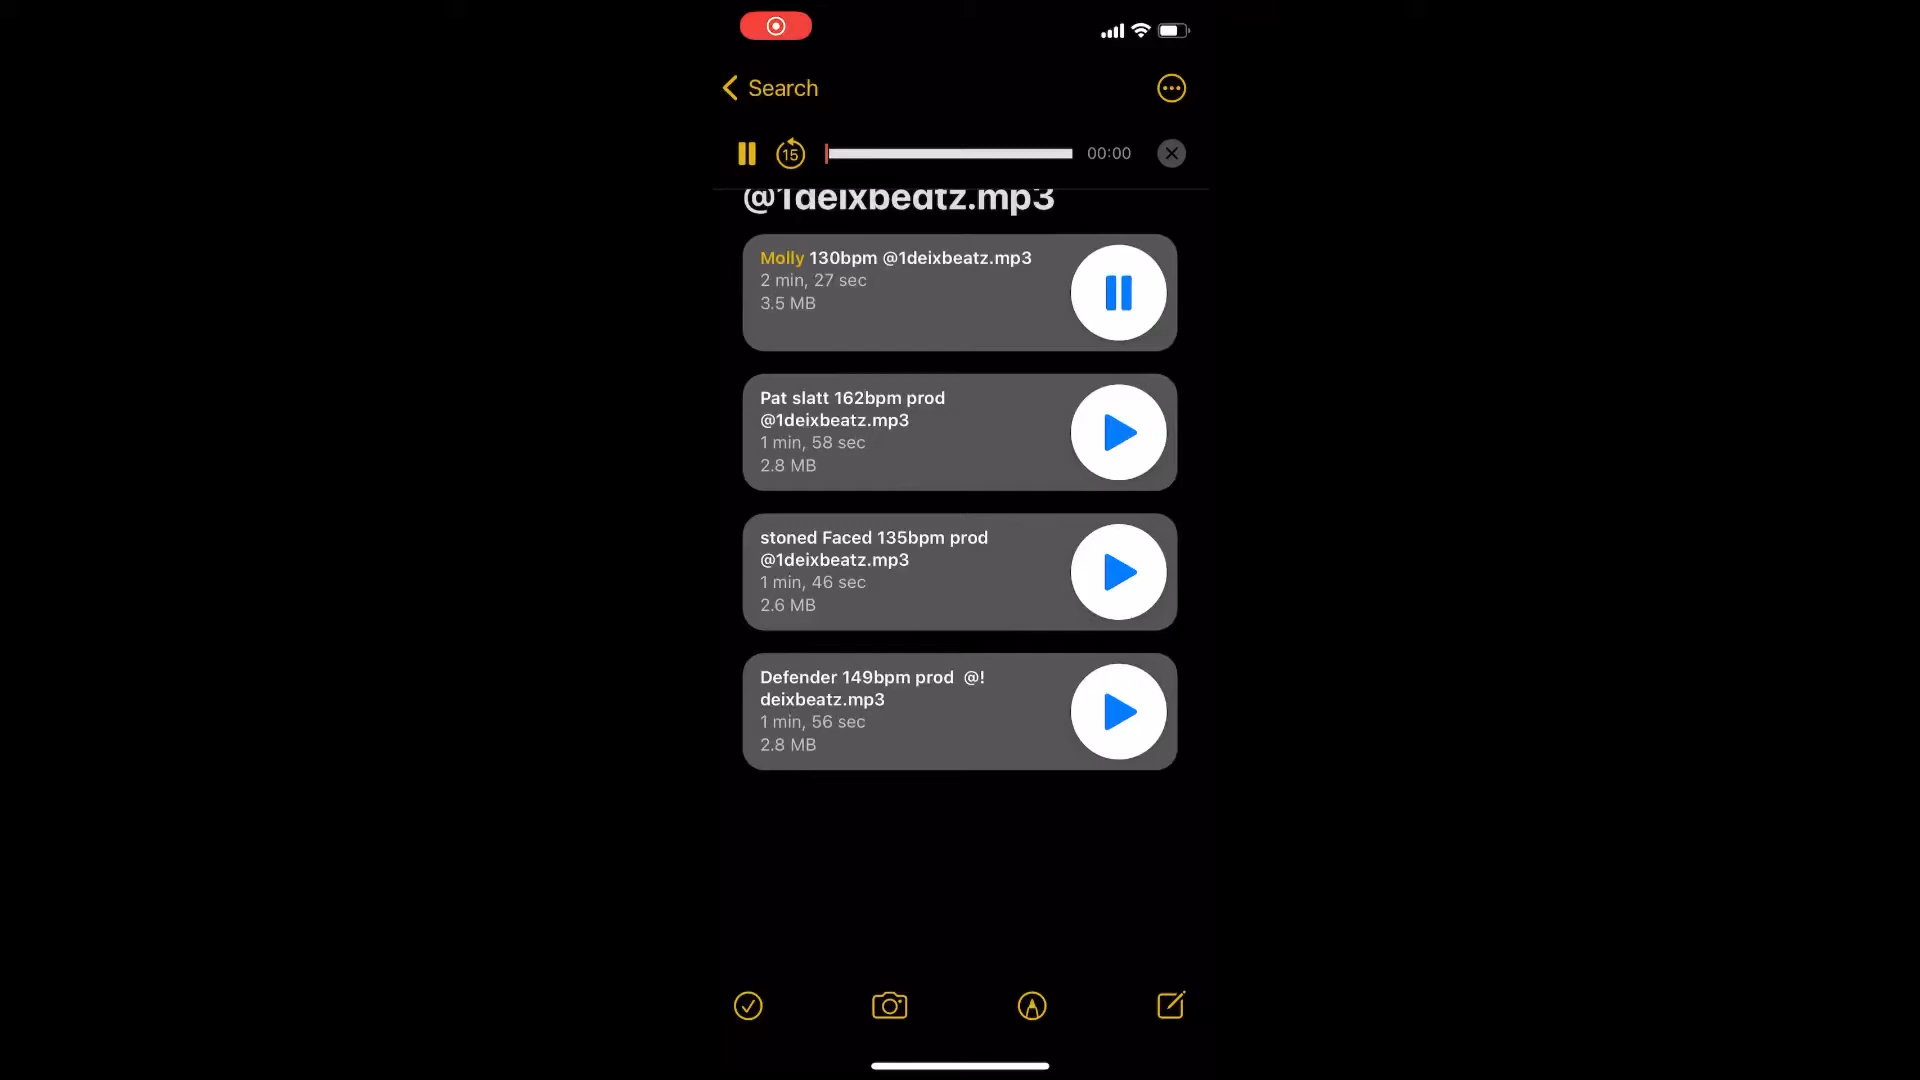 Search
15
00:00
@1deixbeatz.mp3
Molly 130bpm @1deixbeatz.mp3
2 min, 27 sec
3.5 MB
Pat slatt 162bpm prod
@1deixbeatz.mp3
1 min, 58 sec
2.8 MB
stoned Faced 135bpm prod
@1deixbeatz.mp3
1 min, 46 sec
2.6 MB
Defender 149bpm prod  @!
deixbeatz.mp3
1 min, 56 sec
2.8 MB